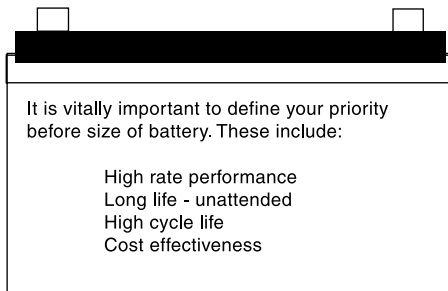 It is vitally important to define your priority
before size of battery. These include:
High rate performance
Long life - unattended
High cycle life
Cost effectiveness